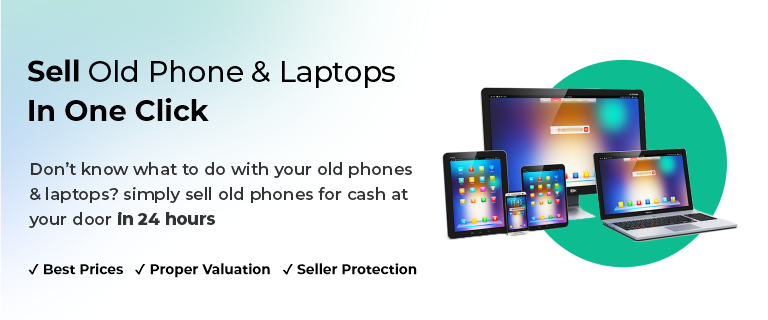 Sell Old Phone & Laptops
In One Click
Don't know what to do with your old phones
& laptops? simply sell old phones for cash at
your door in 24 hours
✓ Best Prices ✓ Proper Valuation ✓ Seller Protection